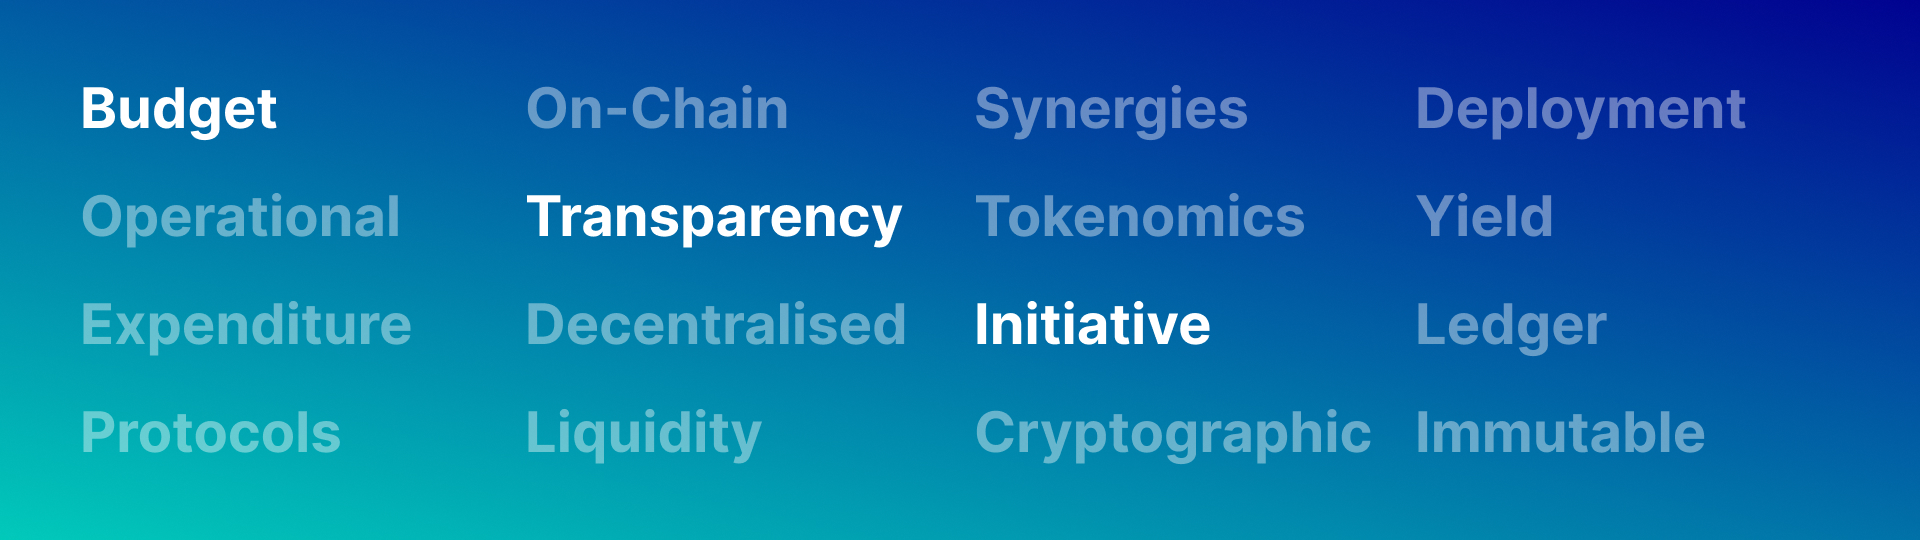 Budget On-Chain Synergies Deployment
Operational Transparency Tokenomics Yield
Expenditure Decentralised Initiative Ledger
Protocols Liquidity Cryptographic Immutable